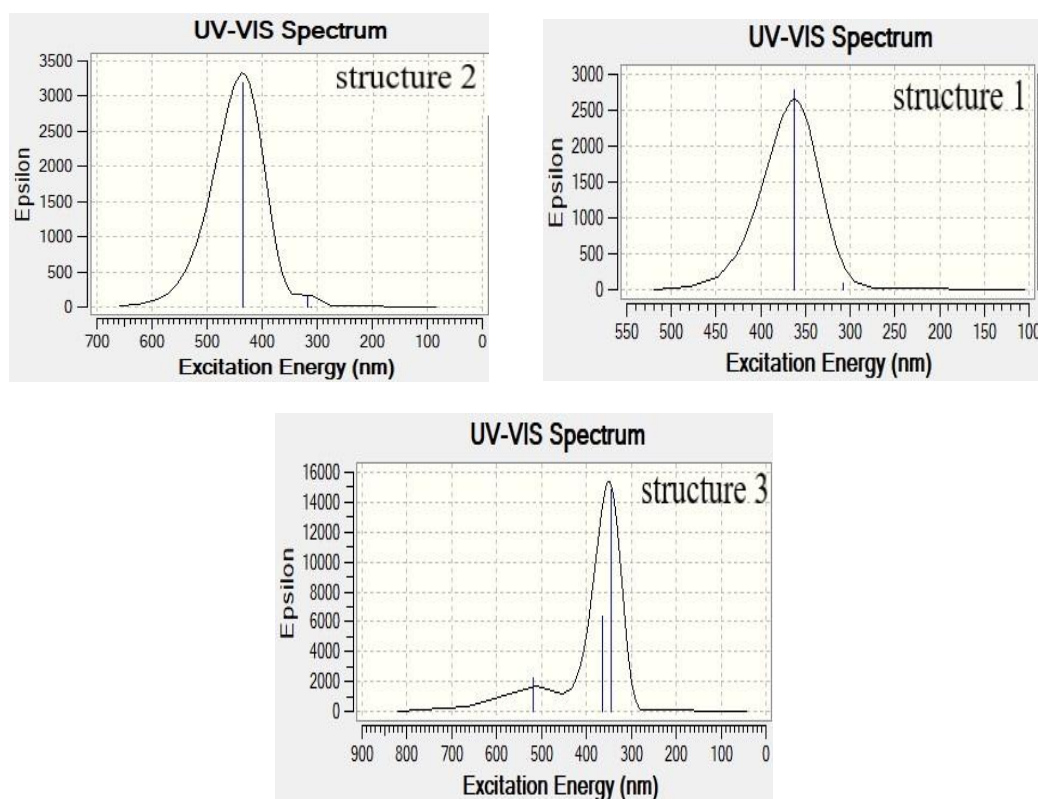 UV-VIS Spectrum
structure 2
3500
3000
2500
2000
1500
1000
500
0
Epsilon
700 600 500 400 300 200 100 0
Excitation Energy (nm)
UV-VIS Spectrum
structure 1
3000
2500
2000
1500
1000
500
0
Epsilon
550 500 450 400 350 300 250 200 150 100
Excitation Energy (nm)
UV-VIS Spectrum
structure 3
16000
14000
12000
10000
8000
6000
4000
2000
0
Epsilon
900 800 700 600 500 400 300 200 100 0
Excitation Energy (nm)